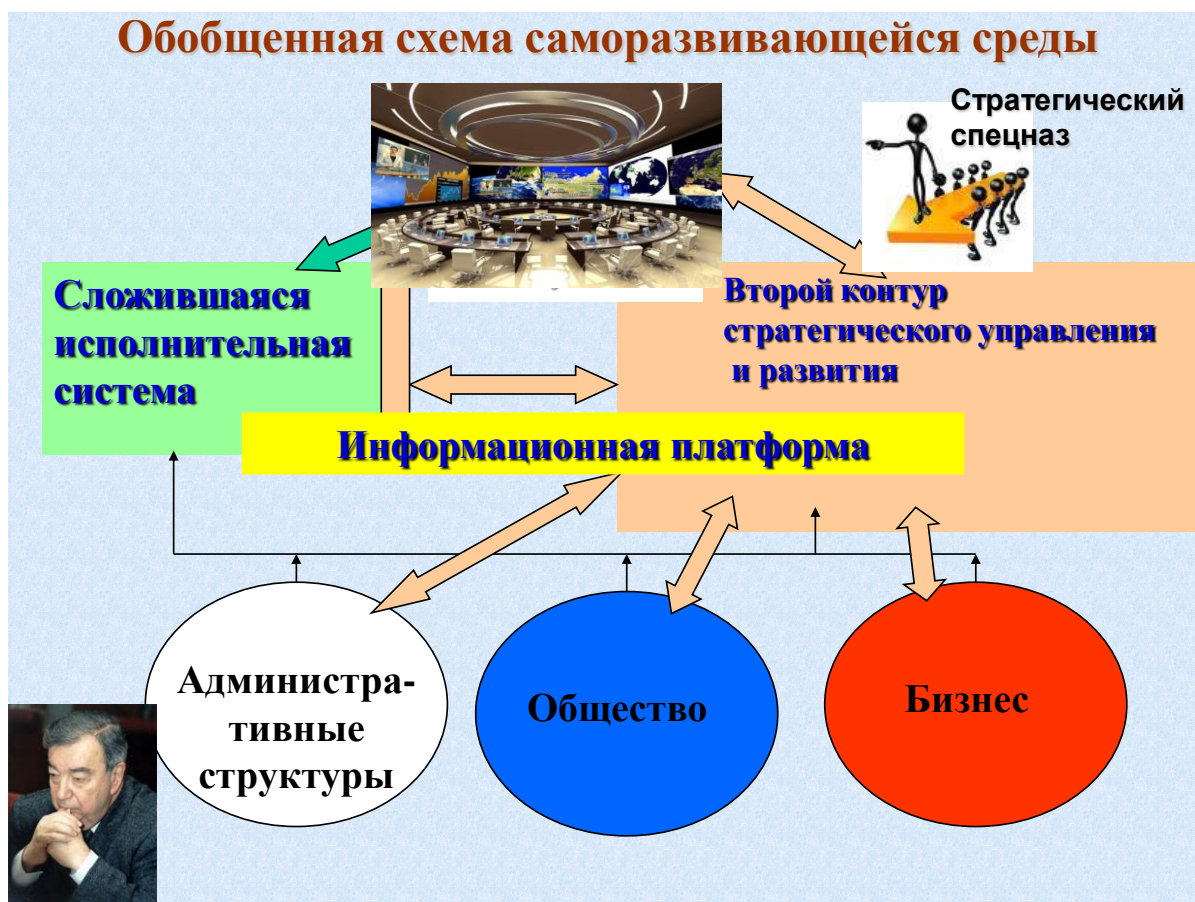 Обобщенная схема саморазвивающейся среды
Стратегический
спецназ
Сложившаяся
исполнительная
система
Второй контур
стратегического управления
и развития
Информационная платформа
Администра-
тивные
структуры
Общество
Бизнес